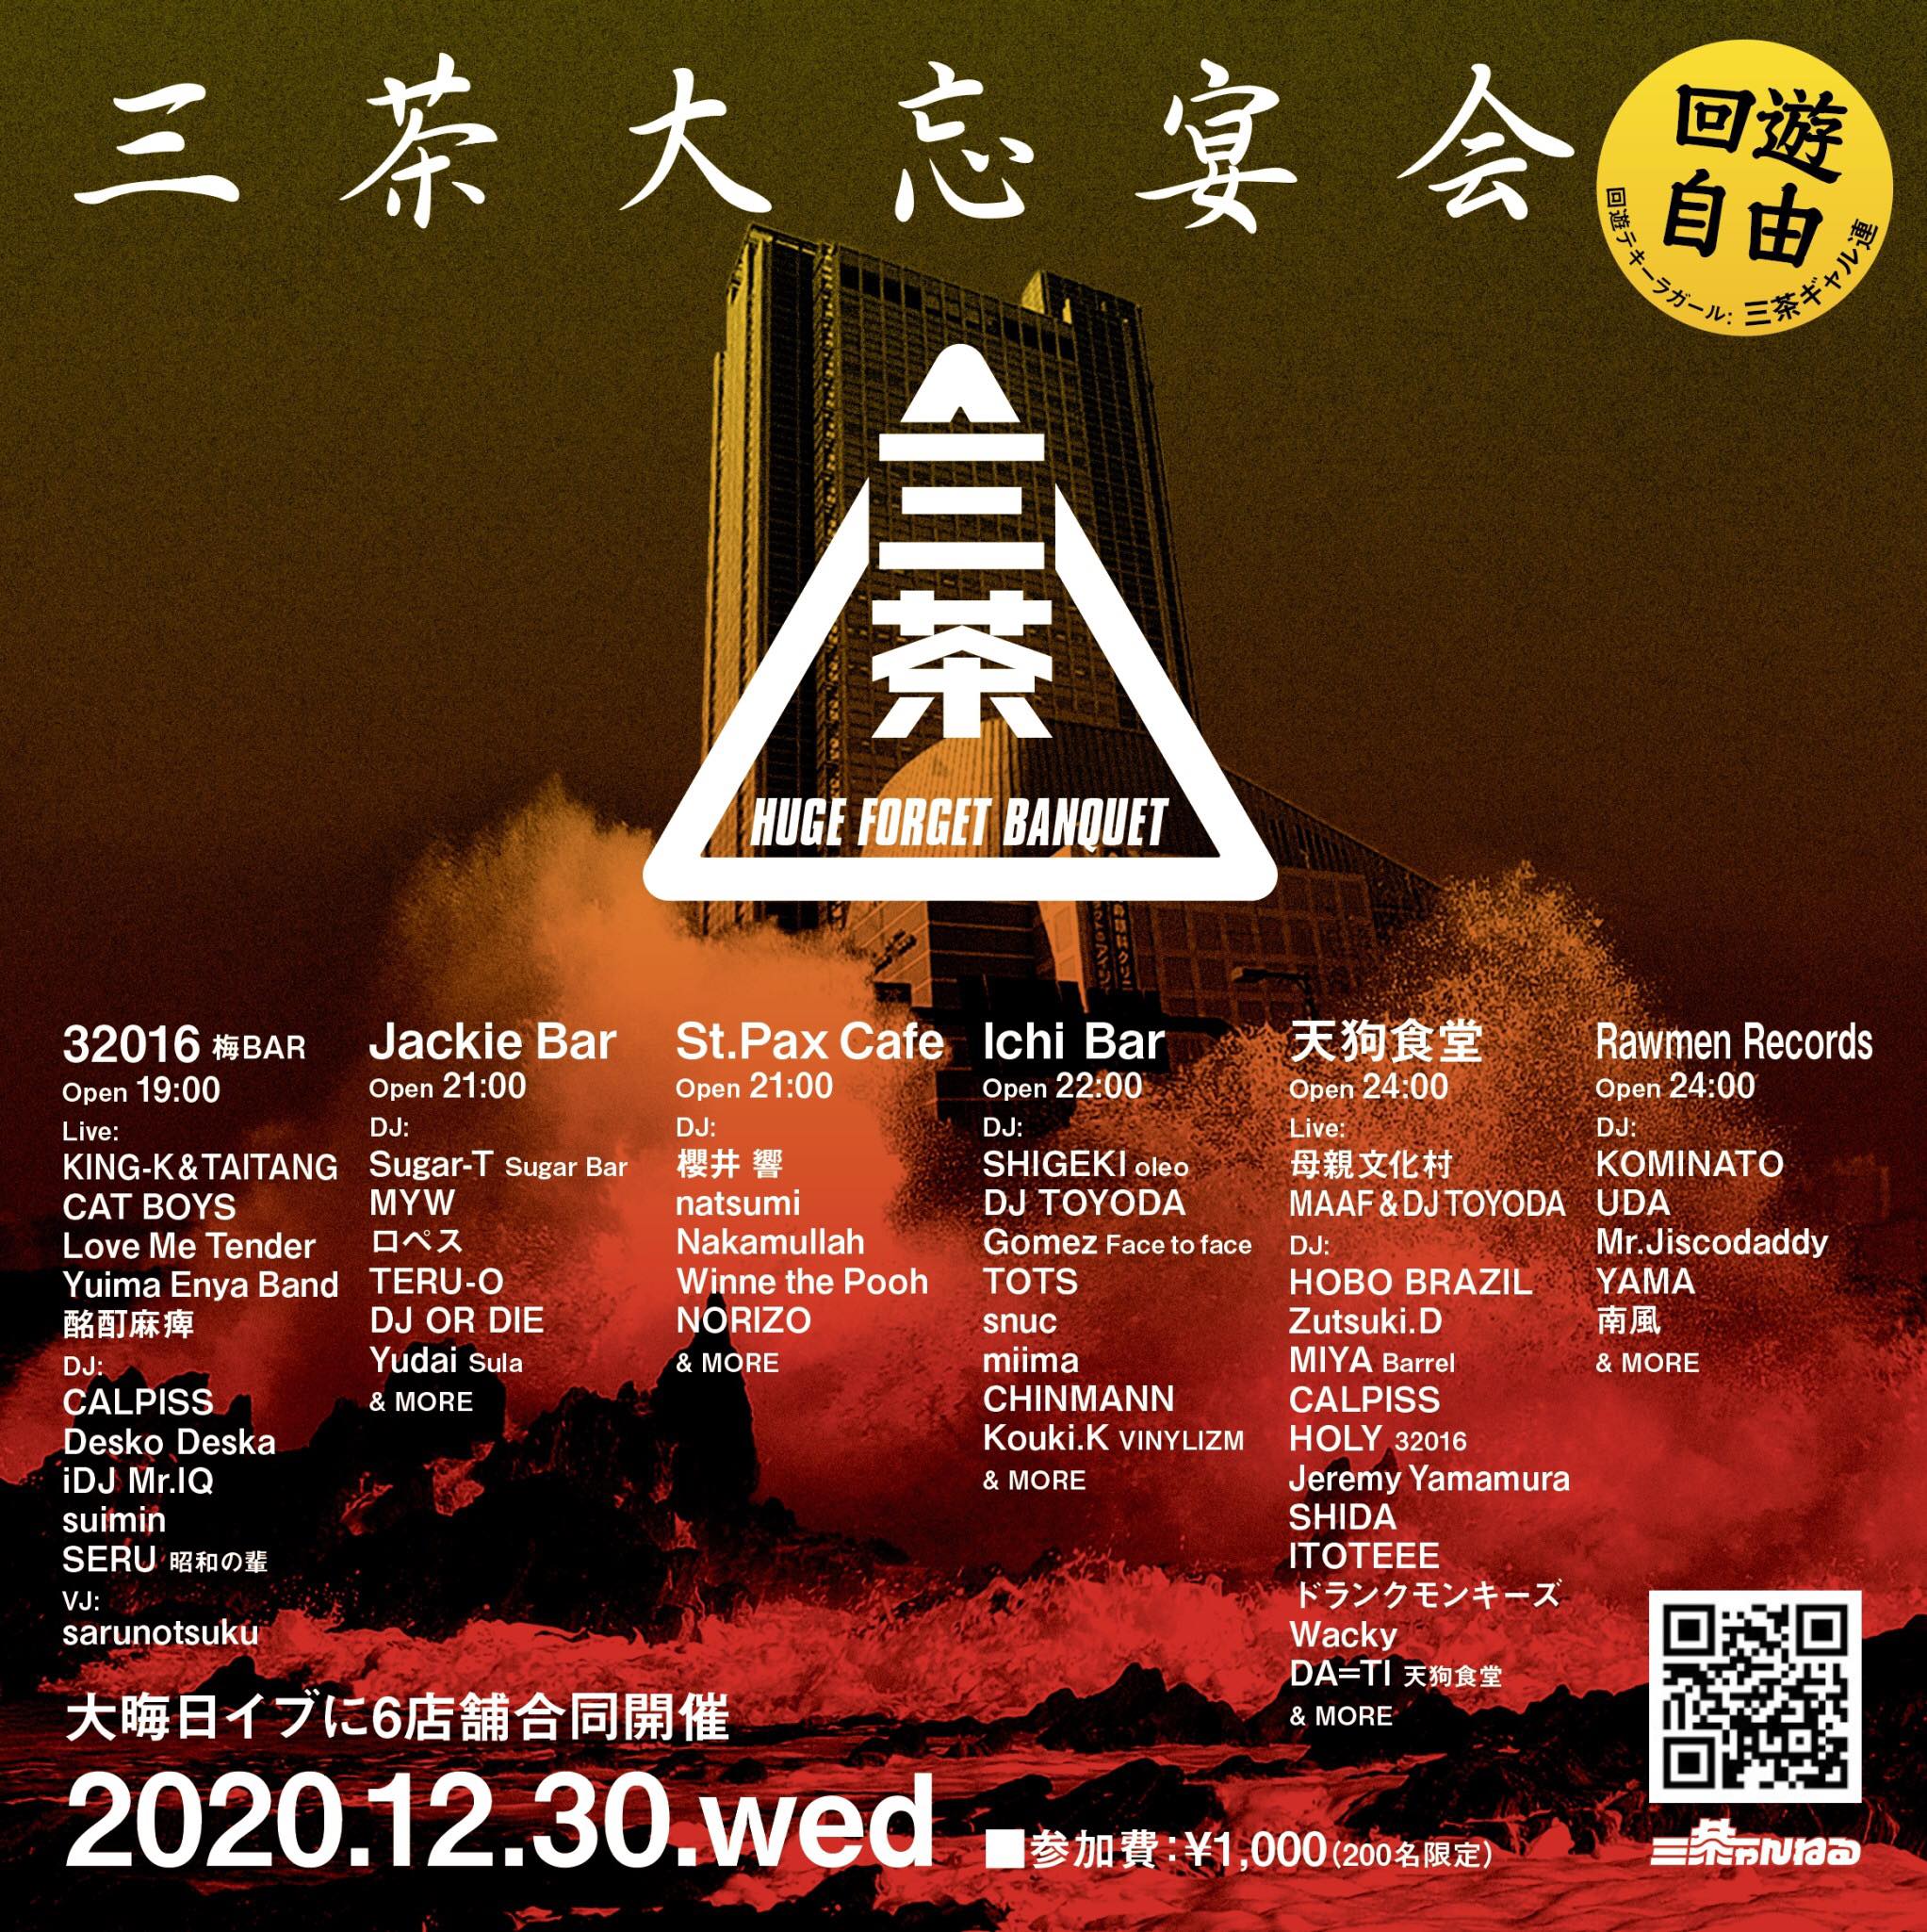 三茶大忘宴会
回遊
自由
回遊テキーラガール: 三茶ギャル連
三茶
HUGE FORGET BANQUET
32016 梅BAR
Open 19:00
Live:
KING-K&TAITANG
CAT BOYS
Love Me Tender
Yuima Enya Band
酩酊麻痺
DJ:
CALPISS
Desko Deska
iDJ Mr.IQ
suimin
SERU 昭和の輩
VJ:
sarunotsuku
Jackie Bar
Open 21:00
DJ:
Sugar-T Sugar Bar
MYW
ロペス
TERU-O
DJ OR DIE
Yudai Sula
& MORE
St.Pax Cafe
Open 21:00
DJ:
櫻井 響
natsumi
Nakamullah
Winne the Pooh
NORIZO
& MORE
Ichi Bar
Open 22:00
DJ:
SHIGEKI oleo
DJ TOYODA
Gomez Face to face
TOTS
snuc
miima
CHINMANN
Kouki.K VINYLIZM
& MORE
天狗食堂
Open 24:00
Live:
母親文化村
MAAF&DJ TOYODA
DJ:
HOBO BRAZIL
Zutsuki.D
MIYA Barrel
CALPISS
HOLY 32016
Jeremy Yamamura
SHIDA
ITOTEEE
ドランクモンキーズ
Wacky
DA=TI 天狗食堂
& MORE
Rawmen Records
Open 24:00
DJ:
KOMINATO
UDA
Mr.Jiscodaddy
YAMA
南風
& MORE
大晦日イブに6店舗合同開催
2020.12.30.wed
■参加費:¥1,000(200名限定)
三茶ゃんねる